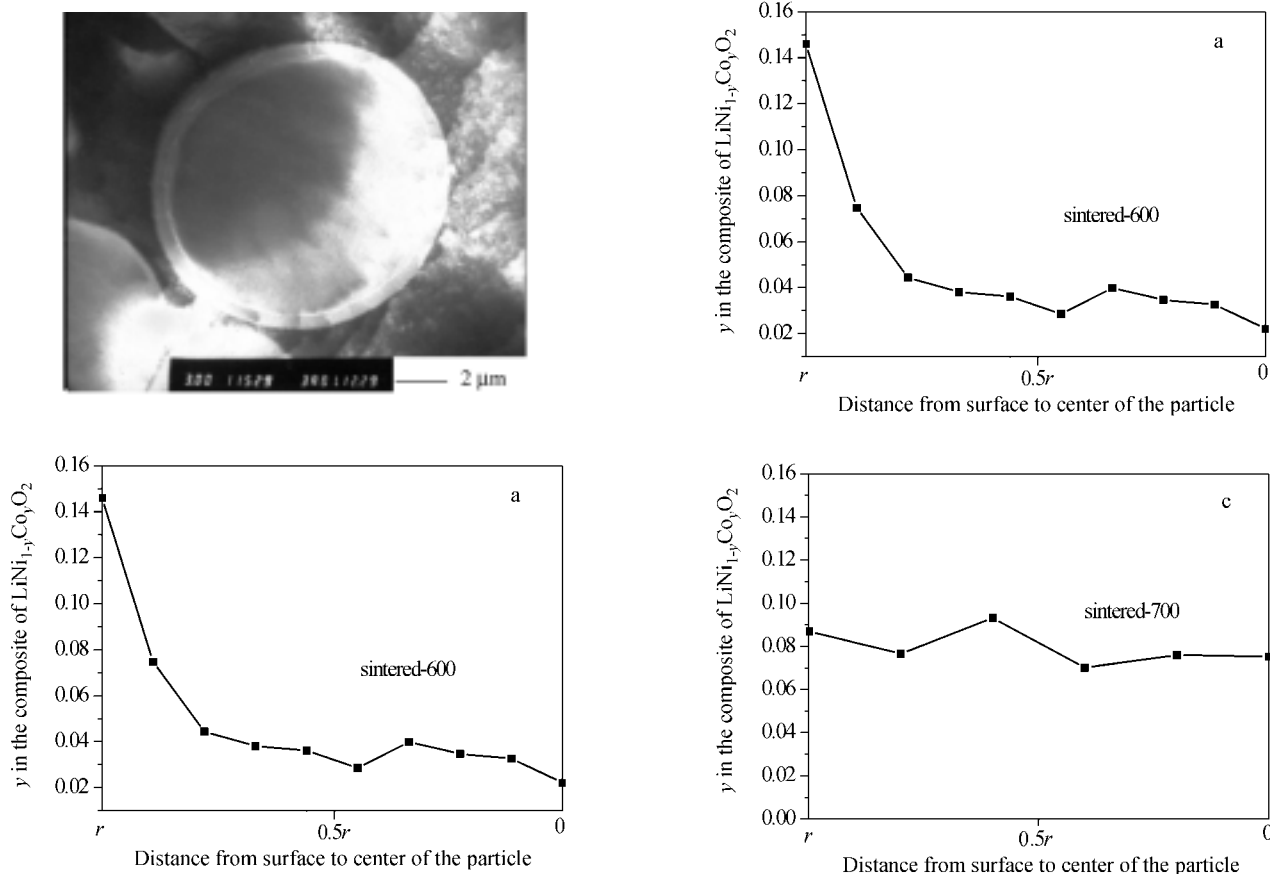 2 μm
0.16
0.14
0.12
0.10
0.08
0.06
0.04
0.02
y in the composite of LiNi1-yCoyO2
a
sintered-600
r
0.5r
0
Distance from surface to center of the particle
0.16
0.14
0.12
0.10
0.08
0.06
0.04
0.02
y in the composite of LiNi1-yCoyO2
a
sintered-600
r
0.5r
0
Distance from surface to center of the particle
0.16
0.14
0.12
0.10
0.08
0.06
0.04
0.02
0.00
y in the composite of LiNi1-yCoyO2
c
sintered-700
r
0.5r
0
Distance from surface to center of the particle